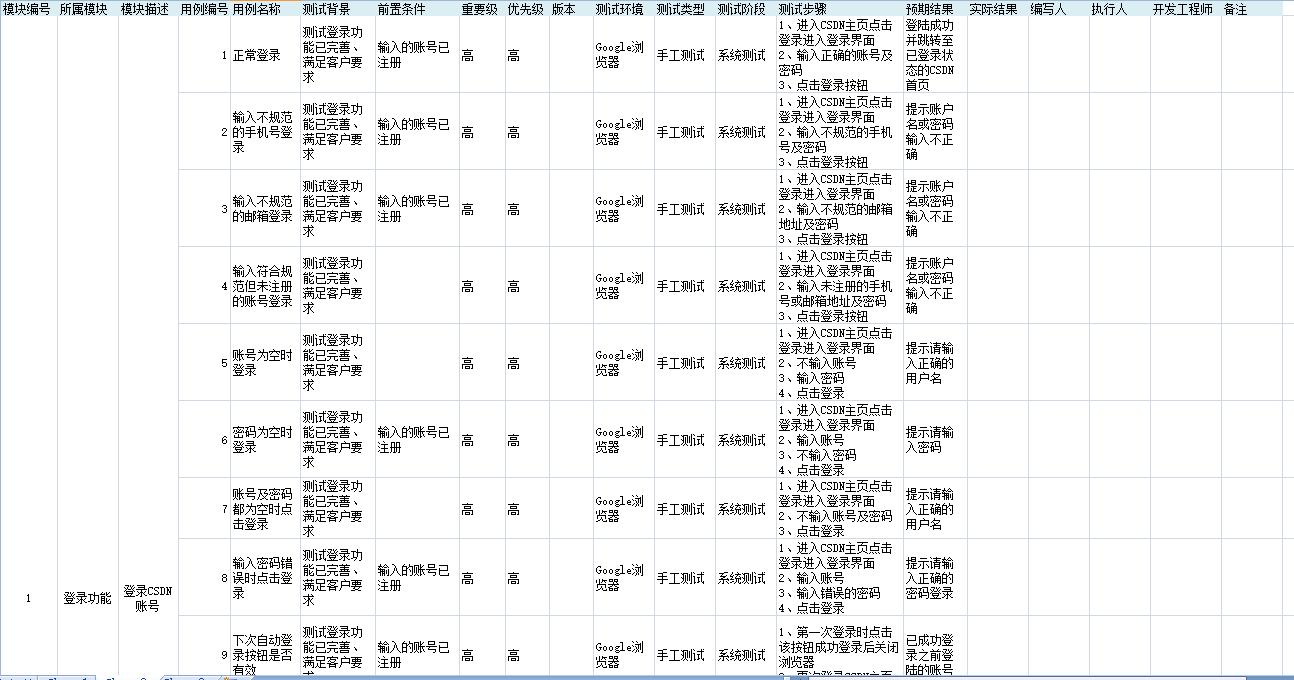 模块编号 所属模块 模块描述 用例编号 用例名称 测试背景 前置条件 重要级 优先级 版本 测试环境 测试类型 测试阶段 测试步骤 预期结果 实际结果 编写人 执行人 开发工程师 备注
1
登录功能
登录CSDN
账号
1
正常登录
测试登录功
能已完善、
满足客户要
求
输入的账号已
注册
高
高
Google浏
览器
手工测试
系统测试
1、进入CSDN主页点击
登录进入登录界面
2、输入正确的账号及
密码
3、点击登录按钮
登陆成功
并跳转至
已登录状
态的CSDN
首页
2
输入不规范
的手机号登
录
测试登录功
能已完善、
满足客户要
求
输入的账号已
注册
高
高
Google浏
览器
手工测试
系统测试
1、进入CSDN主页点击
登录进入登录界面
2、输入不规范的手机
号及密码
3、点击登录按钮
提示账户
名或密码
输入不正
确
3
输入不规范
的邮箱登录
测试登录功
能已完善、
满足客户要
求
输入的账号已
注册
高
高
Google浏
览器
手工测试
系统测试
1、进入CSDN主页点击
登录进入登录界面
2、输入不规范的邮箱
地址及密码
3、点击登录按钮
提示账户
名或密码
输入不正
确
4
输入符合规
范但未注册
的账号登录
测试登录功
能已完善、
满足客户要
求
高
高
Google浏
览器
手工测试
系统测试
1、进入CSDN主页点击
登录进入登录界面
2、输入未注册的手机
号或邮箱地址及密码
3、点击登录按钮
提示账户
名或密码
输入不正
确
5
账号为空时
登录
测试登录功
能已完善、
满足客户要
求
高
高
Google浏
览器
手工测试
系统测试
1、进入CSDN主页点击
登录进入登录界面
2、不输入账号
3、输入密码
4、点击登录
提示请输
入正确的
用户名
6
密码为空时
登录
测试登录功
能已完善、
满足客户要
求
输入的账号已
注册
高
高
Google浏
览器
手工测试
系统测试
1、进入CSDN主页点击
登录进入登录界面
2、输入账号
3、不输入密码
4、点击登录
提示请输
入密码
7
账号及密码
都为空时点
击登录
测试登录功
能已完善、
满足客户要
求
高
高
Google浏
览器
手工测试
系统测试
1、进入CSDN主页点击
登录进入登录界面
2、不输入账号及密码
3、点击登录
提示请输
入正确的
用户名
8
输入密码错
误时点击登
录
测试登录功
能已完善、
满足客户要
求
输入的账号已
注册
高
高
Google浏
览器
手工测试
系统测试
1、进入CSDN主页点击
登录进入登录界面
2、输入账号
3、输入错误的密码
4、点击登录
提示请输
入正确的
密码登录
9
下次自动登
录按钮是否
有效
测试登录功
能已完善、
满足客户要
输入的账号已
注册
高
高
Google浏
览器
手工测试
系统测试
1、第一次登录时点击
该按钮成功登录后关闭
浏览器
已成功登
录之前登
陆的账号